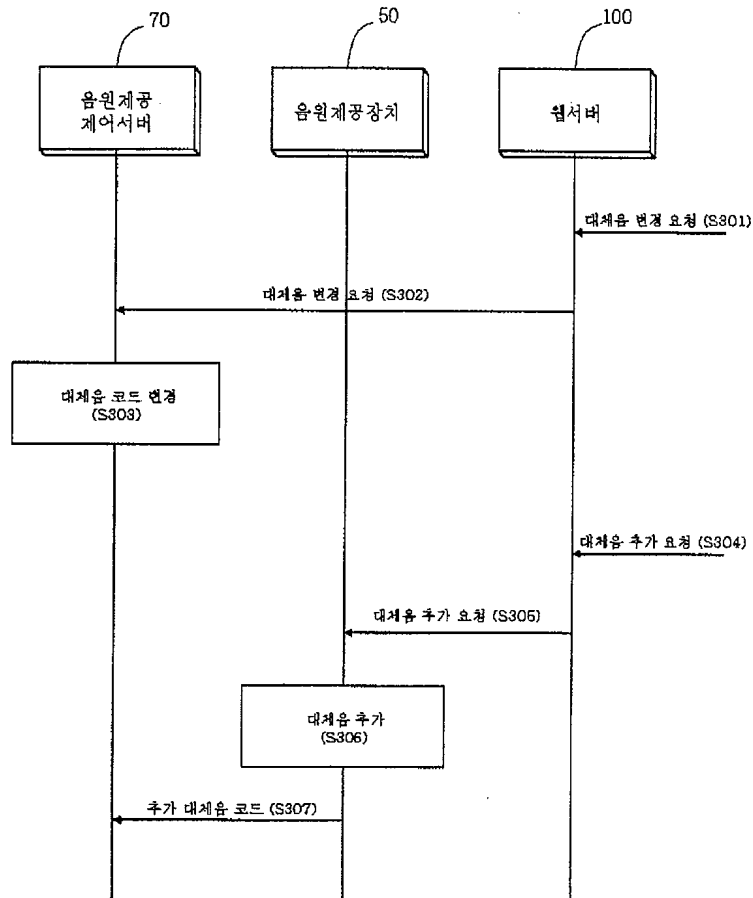 70
50
100
음원제공
제어서버
음원제공장치
웹서버
대체음 변경 요청 (S301)
대체음 변경 요청 (S302)
대체음 코드 변경
(S303)
대체음 추가 요청 (S304)
대체음 추가 요청 (S305)
대체음 추가
(S306)
추가 대체음 코드 (S307)